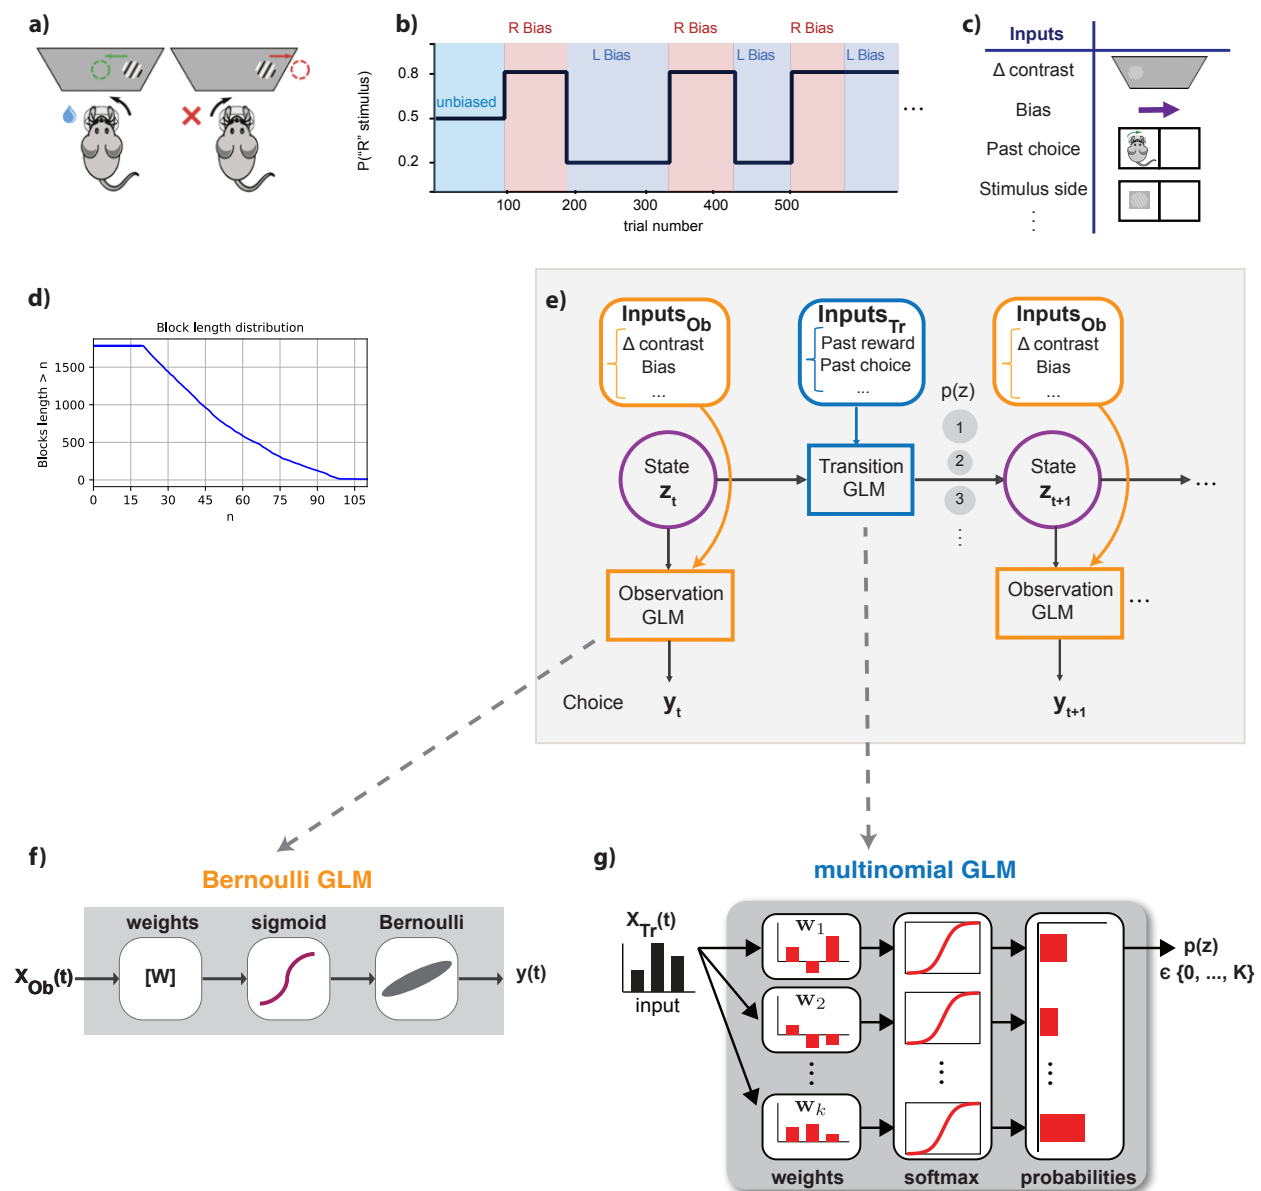 a)
b)
R Bias
R Bias
R Bias
L Bias
L Bias
L Bias
unbiased
0.8
0.5
0.2
P("R" stimulus)
100
200
300
400
500
trial number
...
c)
Inputs
Δ contrast
Bias
Past choice
Stimulus side
d)
Block length distribution
Blocks length > n
1500
1000
500
0
0
15
30
45
60
75
90
105
n
e)
Inputs_Ob
Δ contrast
Bias
...
Inputs_Tr
Past reward
Past choice
...
Inputs_Ob
Δ contrast
Bias
...
p(z)
1
2
3
State
z_t
Transition
GLM
State
z_t+1
...
Observation
GLM
Observation
GLM
...
Choice
y_t
y_t+1
f)
Bernoulli GLM
weights
sigmoid
Bernoulli
X_Ob(t)
[W]
y(t)
g)
multinomial GLM
X_Tr(t)
input
w_1
w_2
w_k
p(z)
ϵ {0, ..., K}
weights
softmax
probabilities